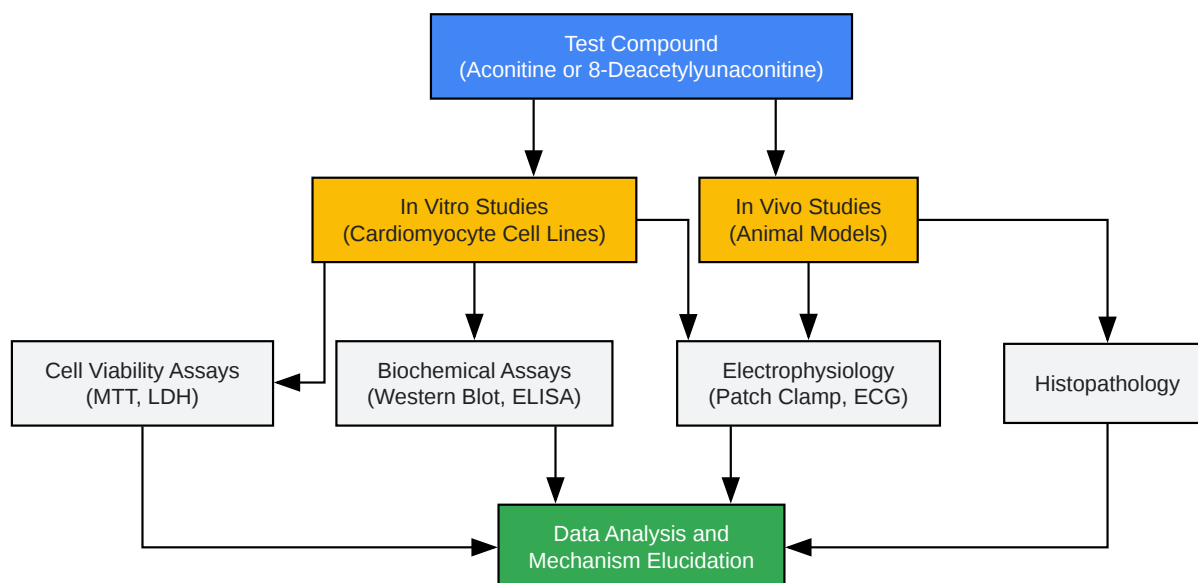 Test Compound
(Aconitine or 8-Deacetylyunaconitine)
In Vitro Studies
(Cardiomyocyte Cell Lines)
In Vivo Studies
(Animal Models)
Cell Viability Assays
(MTT, LDH)
Biochemical Assays
(Western Blot, ELISA)
Electrophysiology
(Patch Clamp, ECG)
Histopathology
Data Analysis and
Mechanism Elucidation